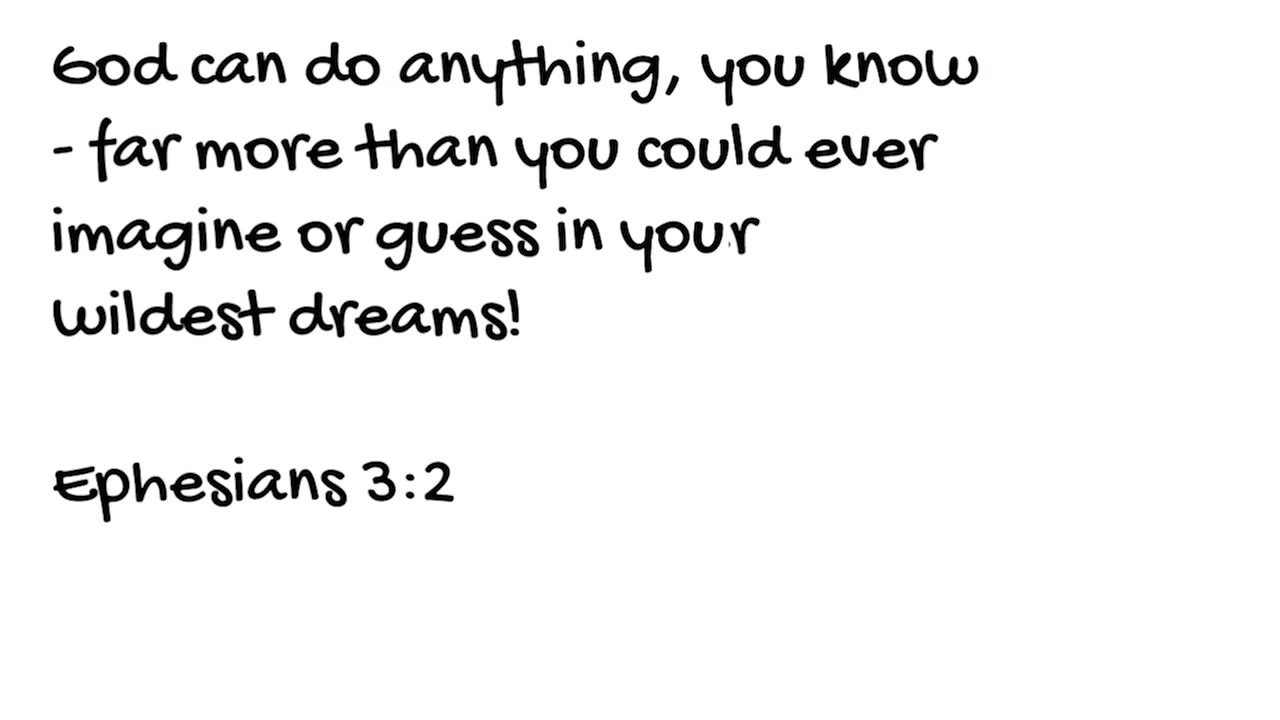 God can do anything, you know
- far more than you could ever
imagine or guess in your
wildest dreams!
Ephesians 3:2